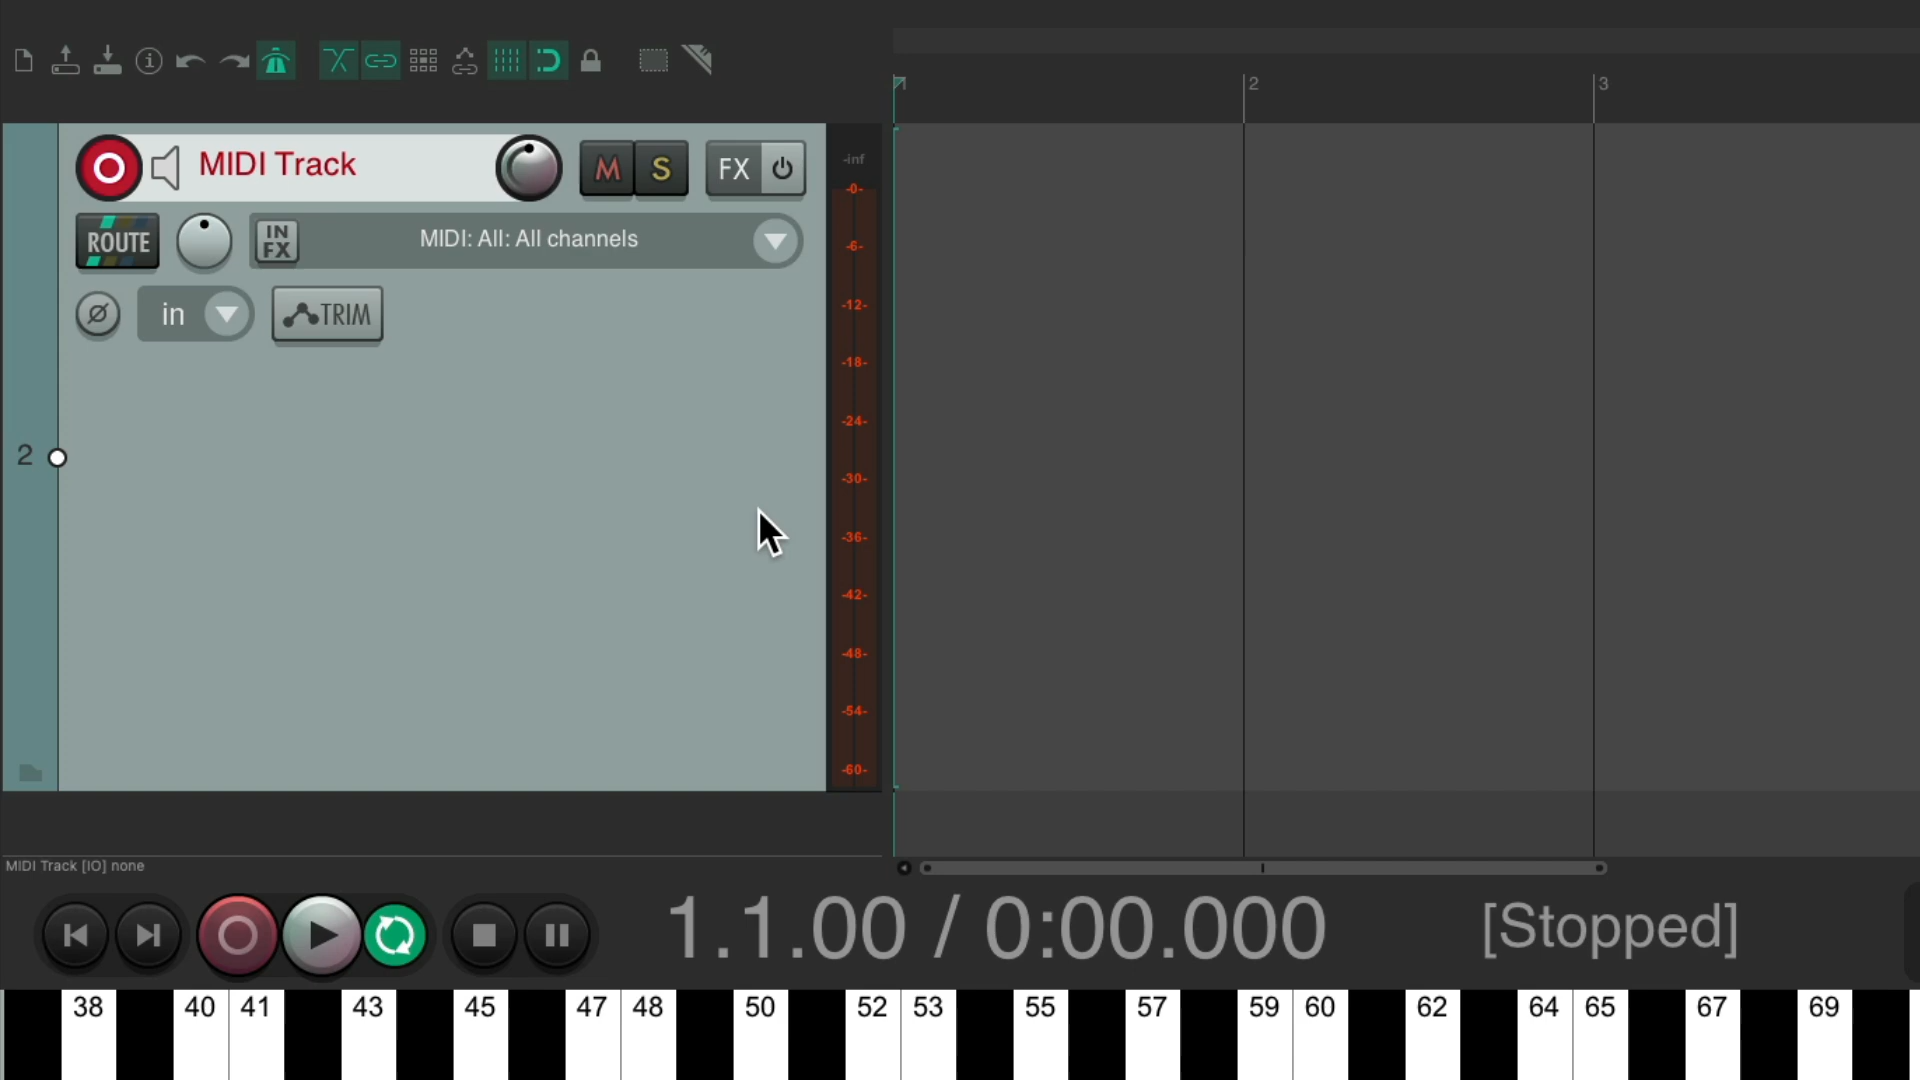 1
2
3
MIDI Track
M
S
FX
ROUTE
IN
FX
MIDI: All: All channels
in
TRIM
2
-inf
-0-
-6-
-12-
-18-
-24-
-30-
-36-
-42-
-48-
-54-
-60-
MIDI Track [IO] none
1.1.00 / 0:00.000
[Stopped]
38 40 41 43 45 47 48 50 52 53 55 57 59 60 62 64 65 67 69